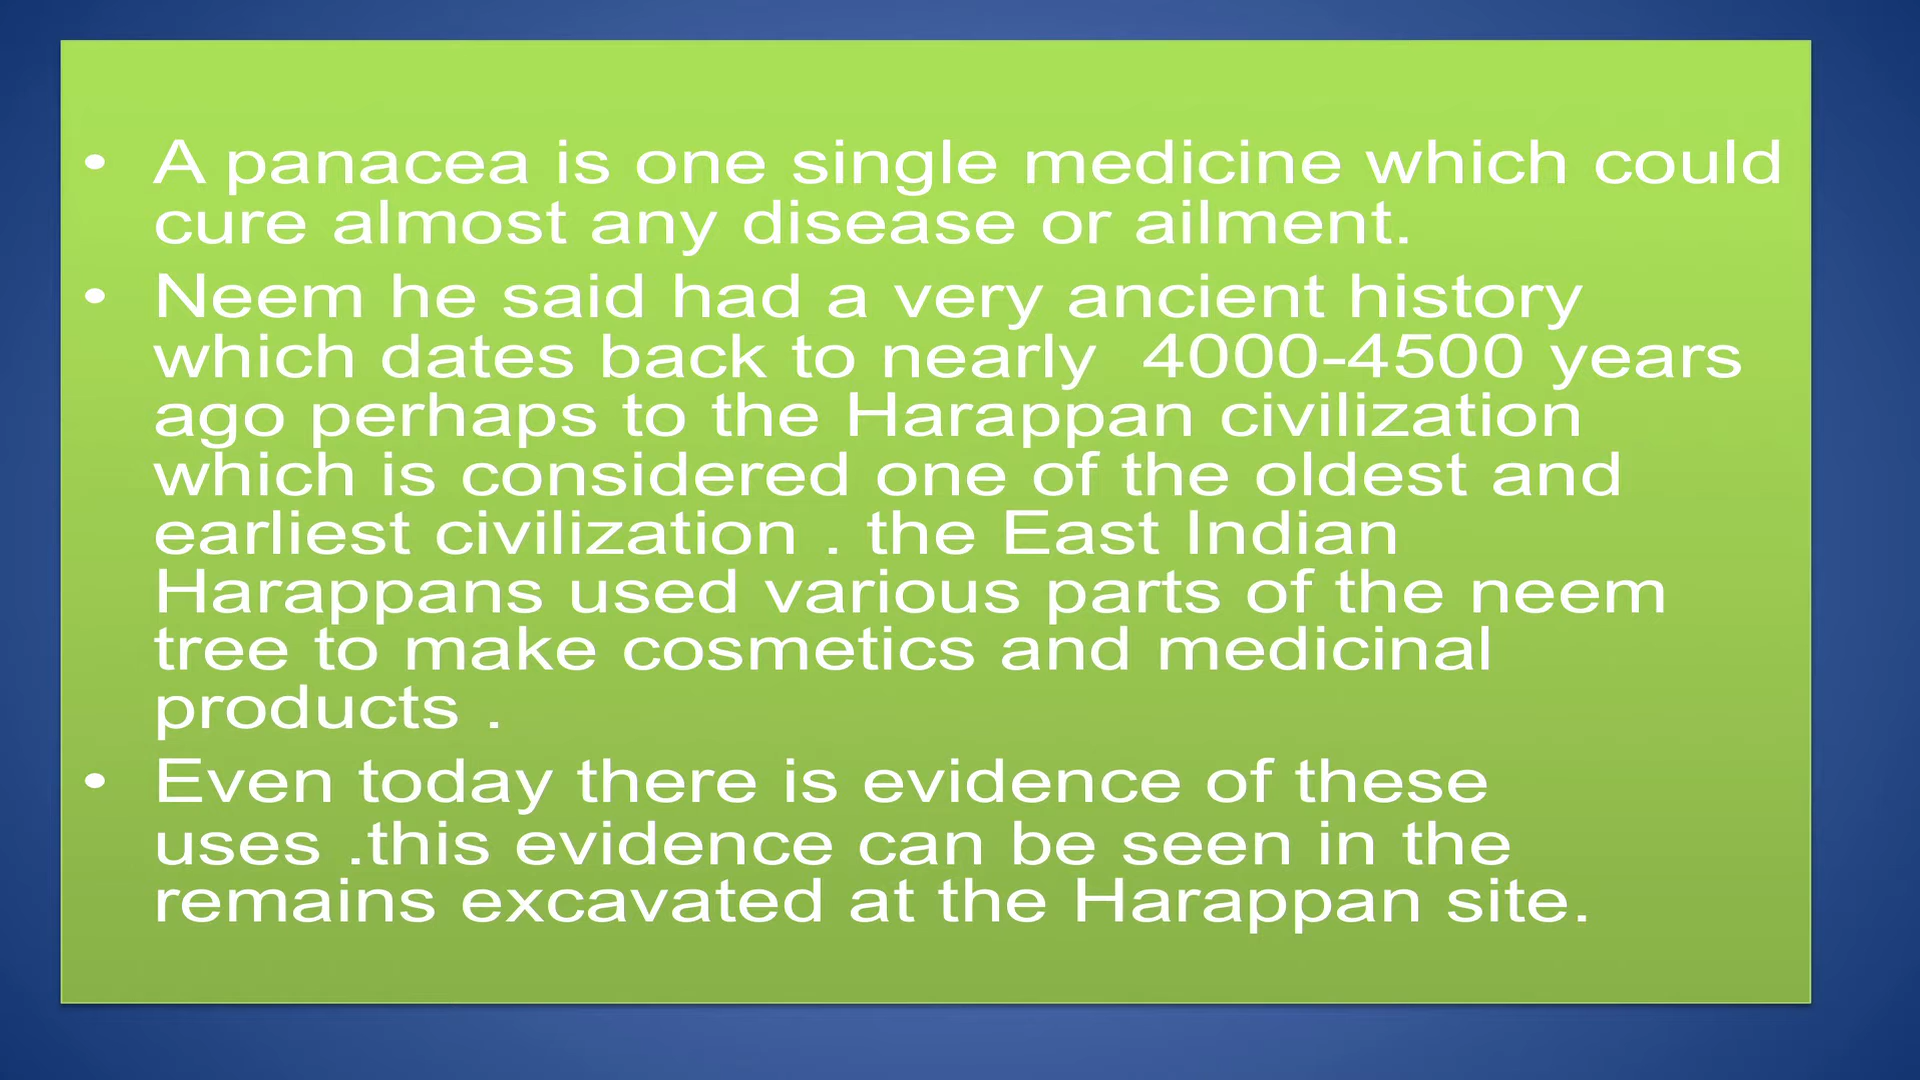 • A panacea is one single medicine which could
cure almost any disease or ailment.
• Neem he said had a very ancient history
which dates back to nearly  4000-4500 years
ago perhaps to the Harappan civilization
which is considered one of the oldest and
earliest civilization . the East Indian
Harappans used various parts of the neem
tree to make cosmetics and medicinal
products .
• Even today there is evidence of these
uses .this evidence can be seen in the
remains excavated at the Harappan site.